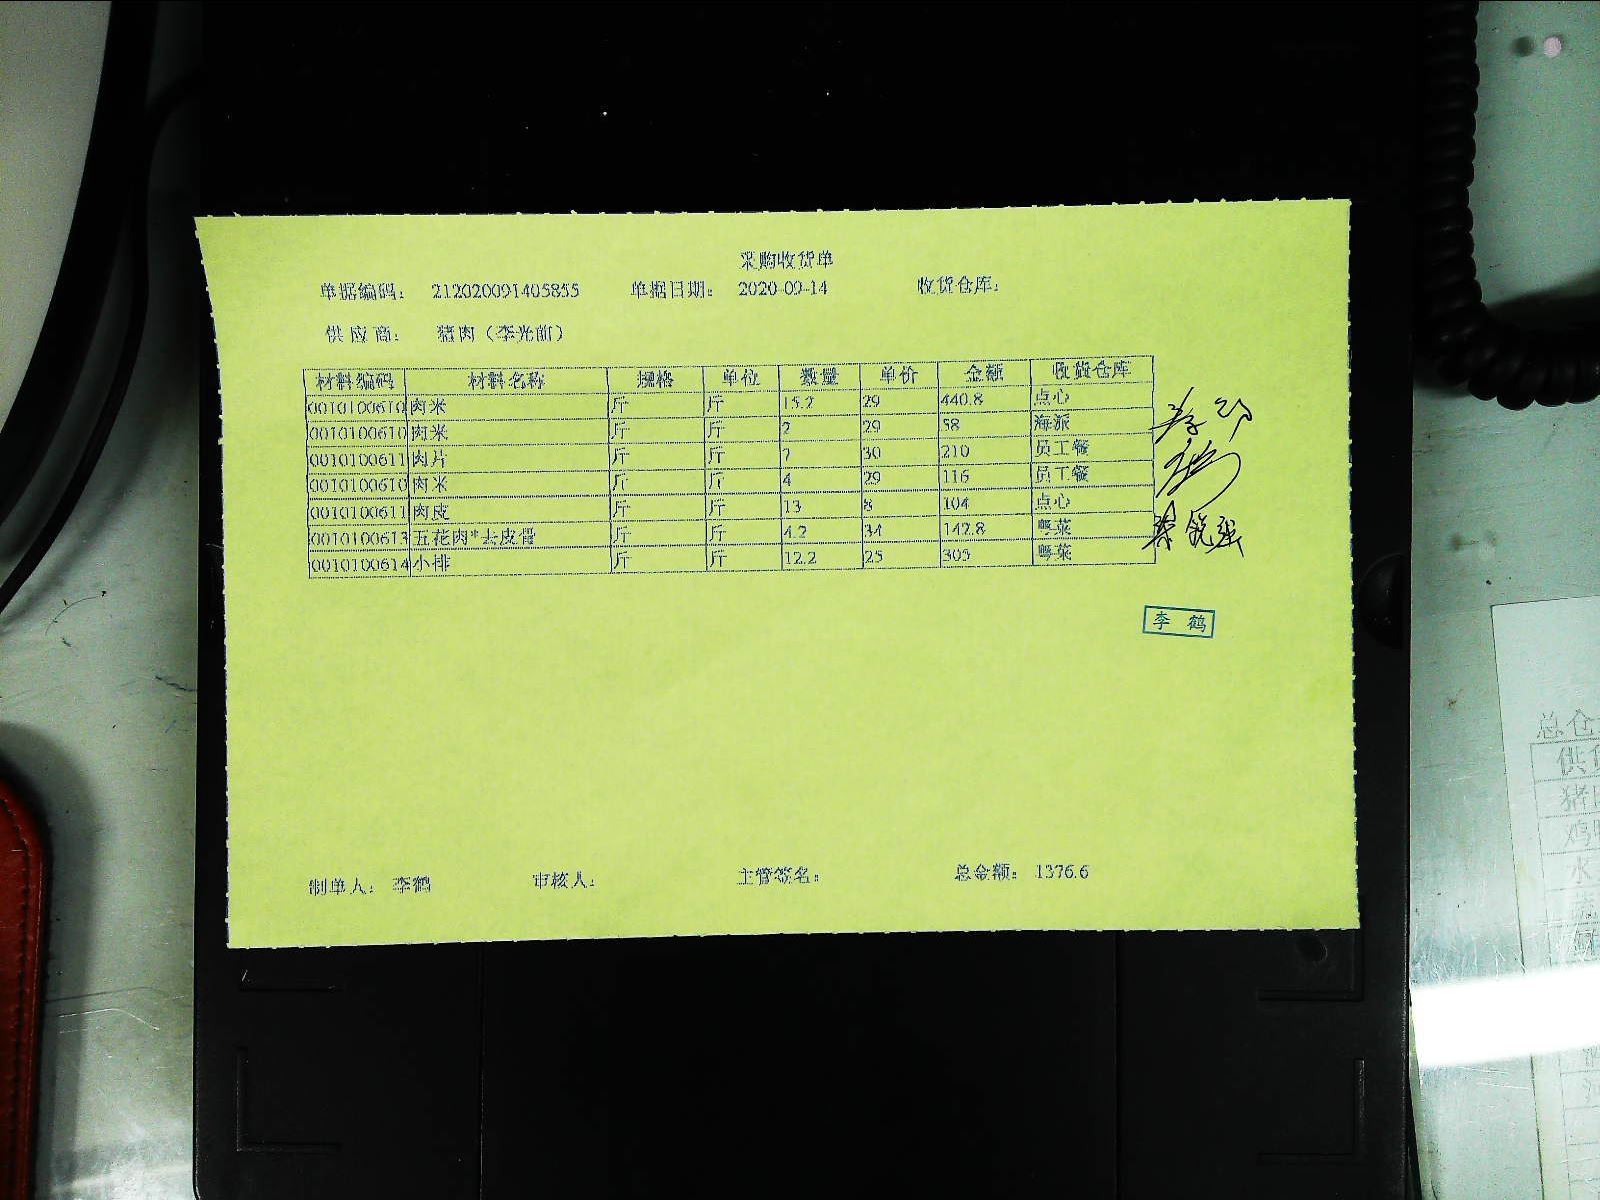 采购收货单
单据编码： 212020091405855 单据日期： 2020-09-14 收货仓库：
供应商： 猪肉（李光前）
材料编码 材料名称 规格 单位 数量 单价 金额 收货仓库
0010100610 肉米 斤 斤 15.2 29 440.8 点心
0010100610 肉米 斤 斤 2 29 58 海派
0010100611 肉片 斤 斤 7 30 210 员工餐
0010100610 肉米 斤 斤 4 29 116 员工餐
0010100611 肉皮 斤 斤 13 8 104 点心
0010100613 五花肉*去皮骨 斤 斤 4.2 34 142.8 粤菜
0010100614 小排 斤 斤 12.2 25 305 粤菜
李 鹤
制单人： 李鹤 审核人： 主管签名： 总金额： 1376.6
总仓